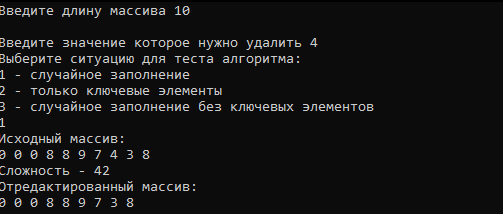 Введите длину массива 10
Введите значение которое нужно удалить 4
Выберите ситуацию для теста алгоритма:
1 - случайное заполнение
2 - только ключевые элементы
3 - случайное заполнение без ключевых элементов
1
Исходный массив:
0 0 0 8 8 9 7 4 3 8
Сложность - 42
Отредактированный массив:
0 0 0 8 8 9 7 3 8